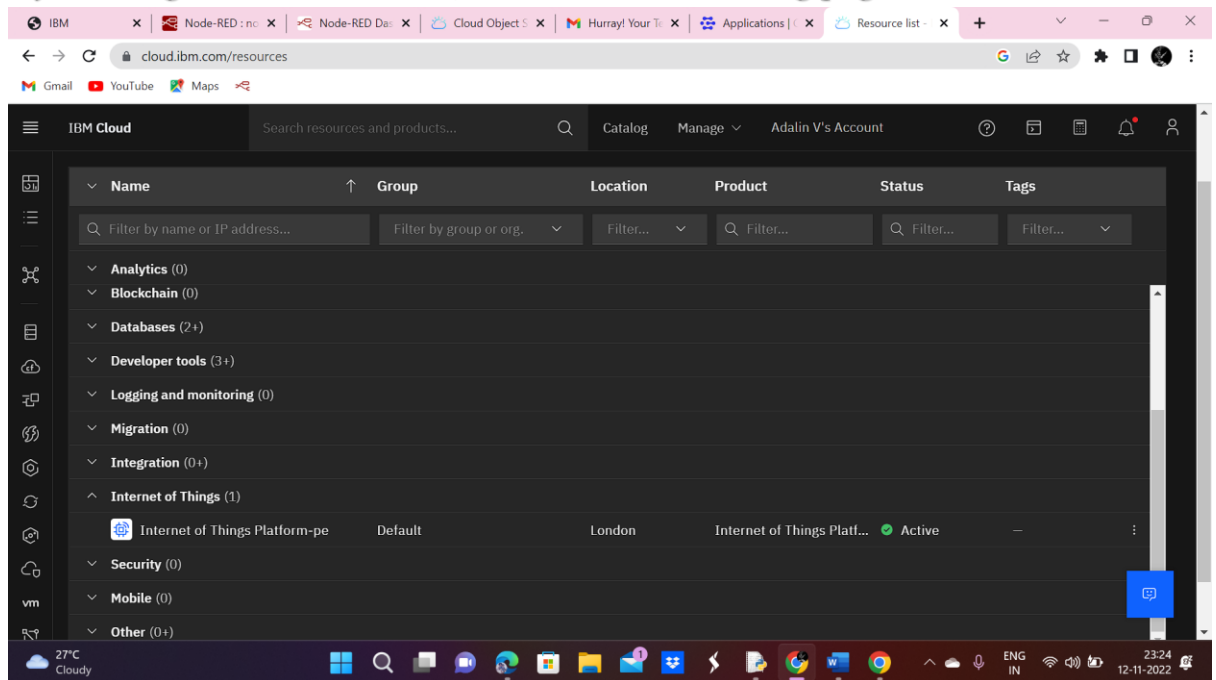 IBM
Node-RED : no
Node-RED Das
Cloud Object S
Hurray! Your Te
Applications | C
Resource list -
cloud.ibm.com/resources
Gmail YouTube Maps
IBM Cloud Search resources and products... Catalog Manage Adalin V's Account
Name Group Location Product Status Tags
Filter by name or IP address... Filter by group or org. Filter... Filter... Filter... Filter...
Analytics (0)
Blockchain (0)
Databases (2+)
Developer tools (3+)
Logging and monitoring (0)
Migration (0)
Integration (0+)
Internet of Things (1)
Internet of Things Platform-pe Default London Internet of Things Platf... Active –
Security (0)
Mobile (0)
vm
Other (0+)
27°C
Cloudy
ENG
IN
23:24
12-11-2022